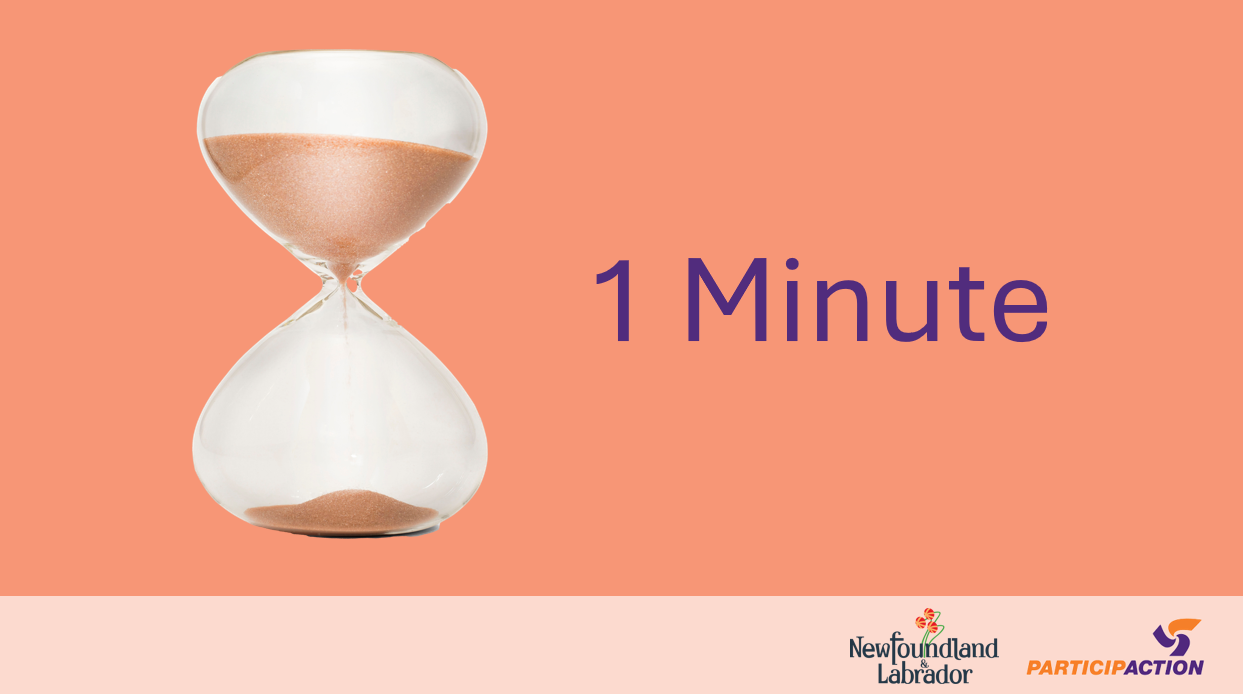 1 Minute
Newfoundland
&
Labrador
PARTICIPACTION